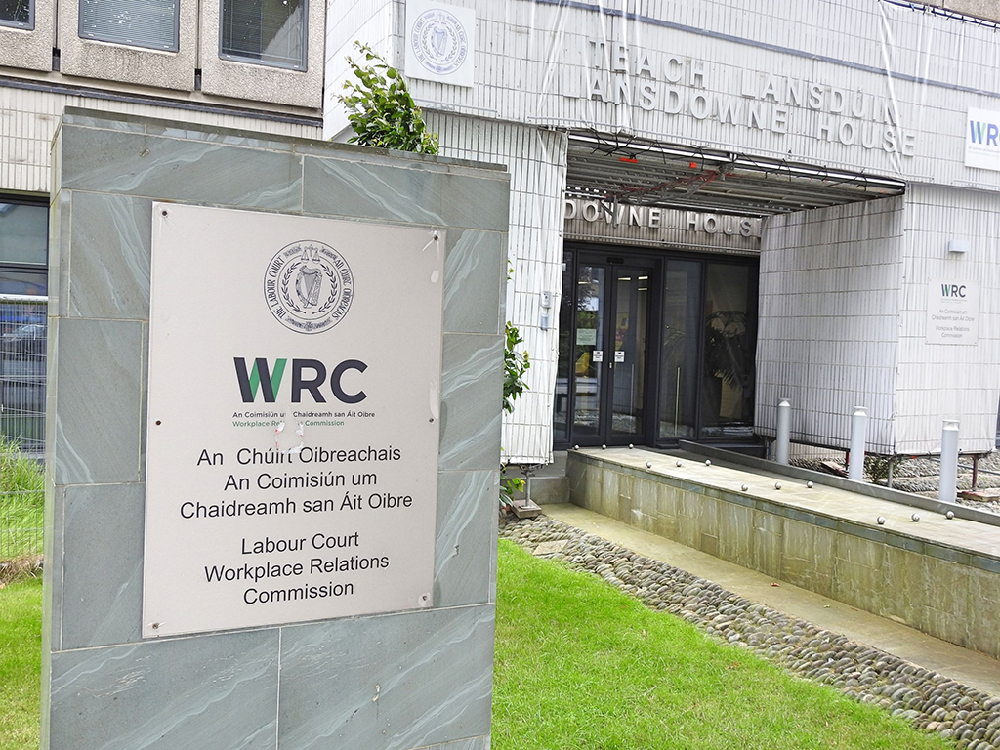 THE LABOUR COURT
AN CHÚIRT OIBREACHAIS
WRC
An Coimisiún um Chaidreamh san Áit Oibre
Workplace Relations Commission
An Chúirt Oibreachais
An Coimisiún um
Chaidreamh san Áit Oibre
Labour Court
Workplace Relations
Commission
TEACH LANSDÚIN
LANSDOWNE HOUSE
WRC
DOWNE HOUSE
WRC
An Coimisiún um
Chaidreamh san Áit Oibre
Workplace Relations
Commission